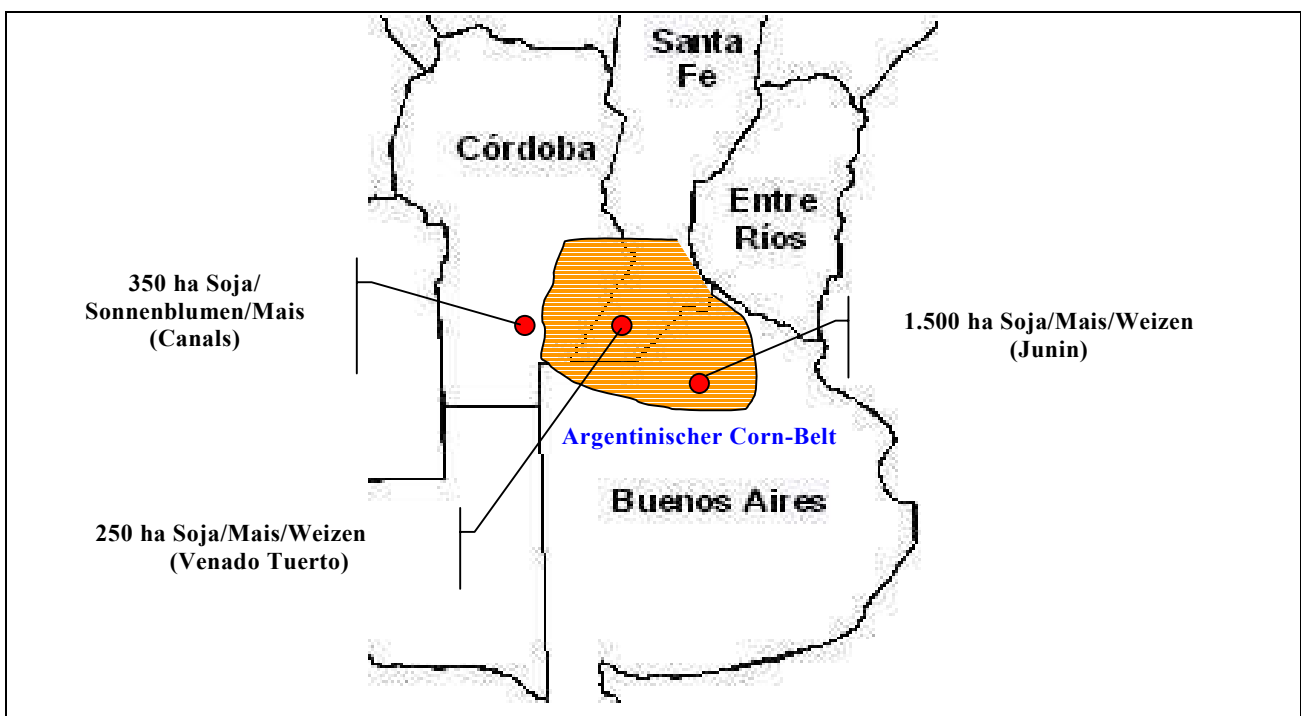 Santa
Fe
Córdoba
Entre
Ríos
350 ha Soja/
Sonnenblumen/Mais
(Canals)
1.500 ha Soja/Mais/Weizen
(Junin)
Argentinischer Corn-Belt
Buenos Aires
250 ha Soja/Mais/Weizen
(Venado Tuerto)